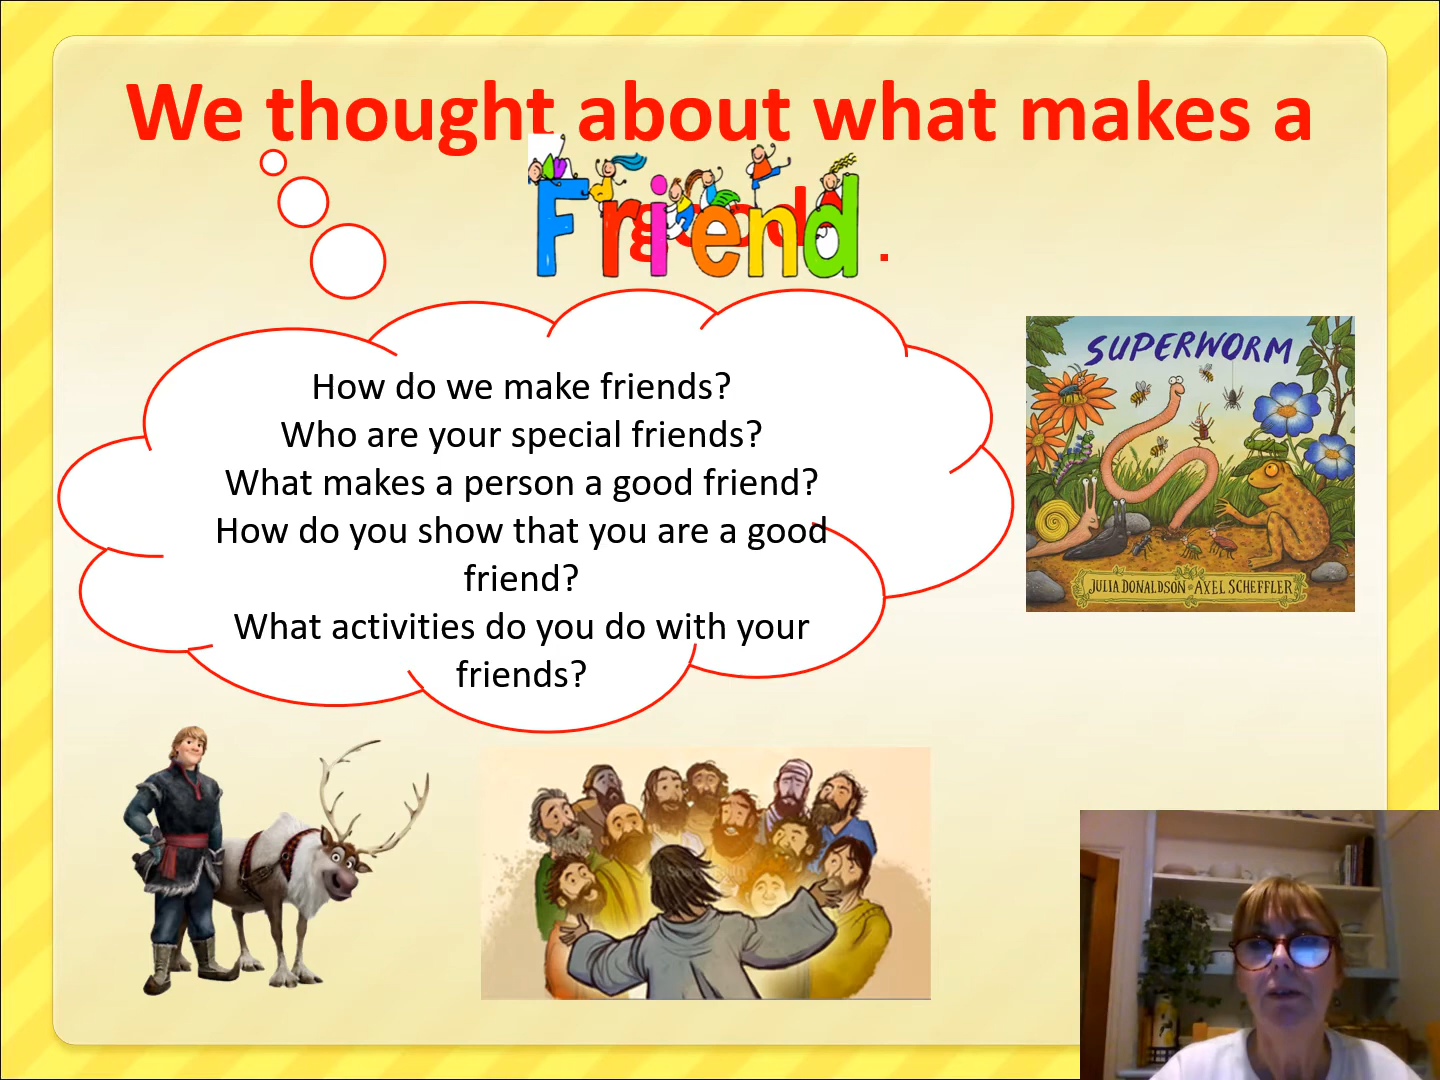 We thought about what makes a
good
Friend .
How do we make friends?
Who are your special friends?
What makes a person a good friend?
How do you show that you are a good
friend?
What activities do you do with your
friends?
SUPERWORM
JULIA DONALDSON AXEL SCHEFFLER